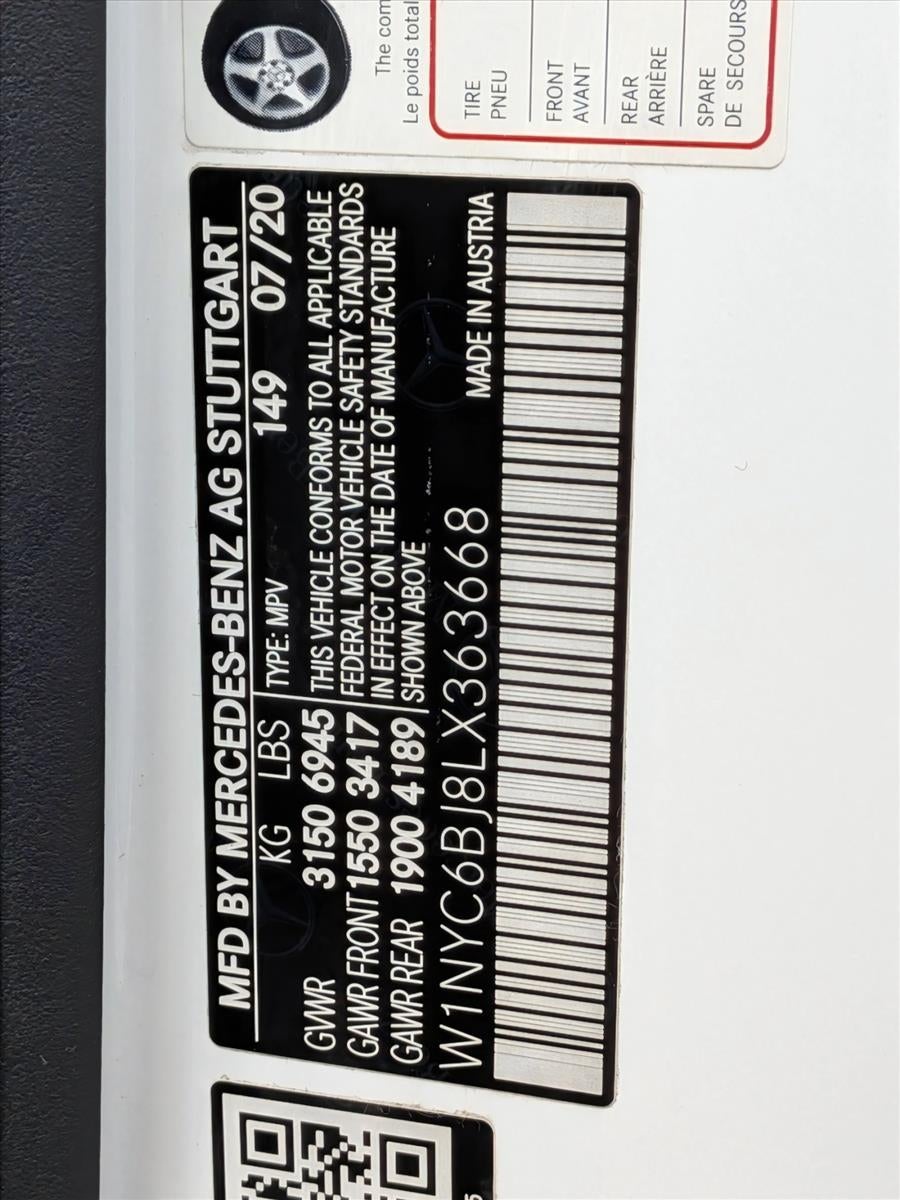 MFD BY MERCEDES-BENZ AG STUTTGART
KG LBS TYPE: MPV 149 07/20
GVWR 3150 6945 THIS VEHICLE CONFORMS TO ALL APPLICABLE
GAWR FRONT 1550 3417 FEDERAL MOTOR VEHICLE SAFETY STANDARDS
IN EFFECT ON THE DATE OF MANUFACTURE
GAWR REAR 1900 4189 SHOWN ABOVE
MADE IN AUSTRIA
W1NYC6BJ8LX363668
The com
Le poids total
TIRE
PNEU
FRONT
AVANT
REAR
ARRIÈRE
SPARE
DE SECOURS